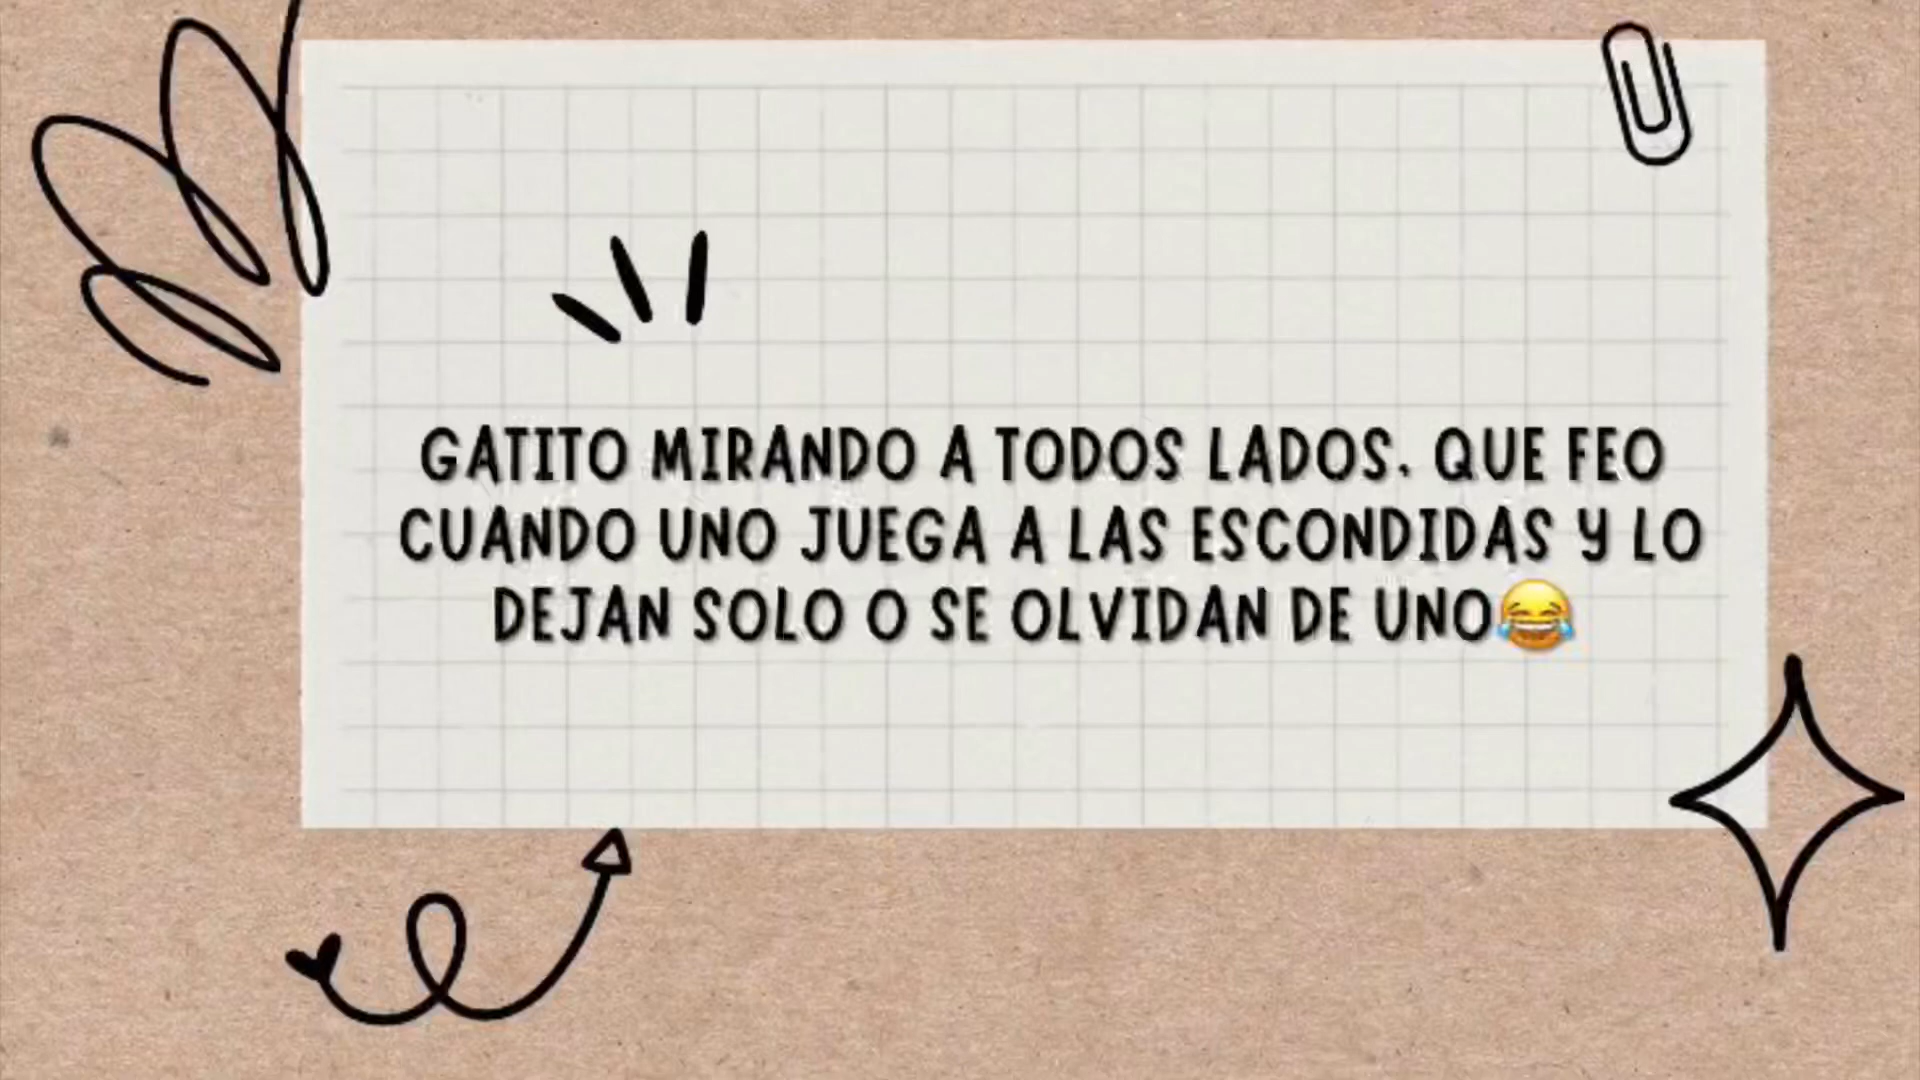 GATITO MIRANDO A TODOS LADOS. QUE FEO
CUANDO UNO JUEGA A LAS ESCONDIDAS Y LO
DEJAN SOLO O SE OLVIDAN DE UNO😂